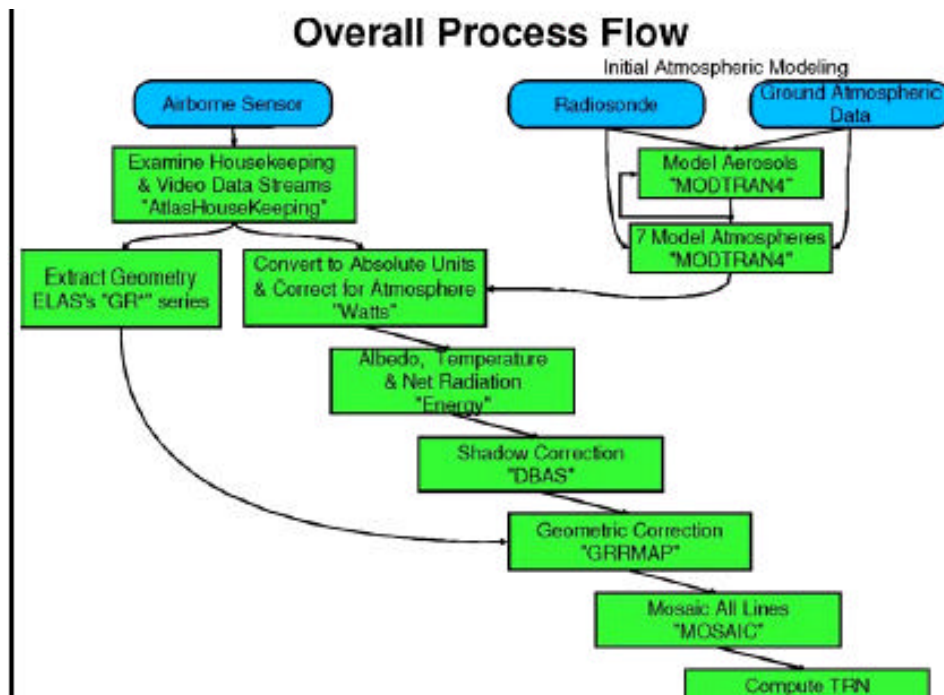 Overall Process Flow
Initial Atmospheric Modeling
Airborne Sensor
Radiosonde
Ground Atmospheric
Data
Examine Housekeeping
& Video Data Streams
"AtlasHouseKeeping"
Model Aerosols
"MODTRAN4"
7 Model Atmospheres
"MODTRAN4"
Extract Geometry
ELAS's "GR*" series
Convert to Absolute Units
& Correct for Atmosphere
"Watts"
Albedo, Temperature
& Net Radiation
"Energy"
Shadow Correction
"DBAS"
Geometric Correction
"GRRMAP"
Mosaic All Lines
"MOSAIC"
Compute TRN